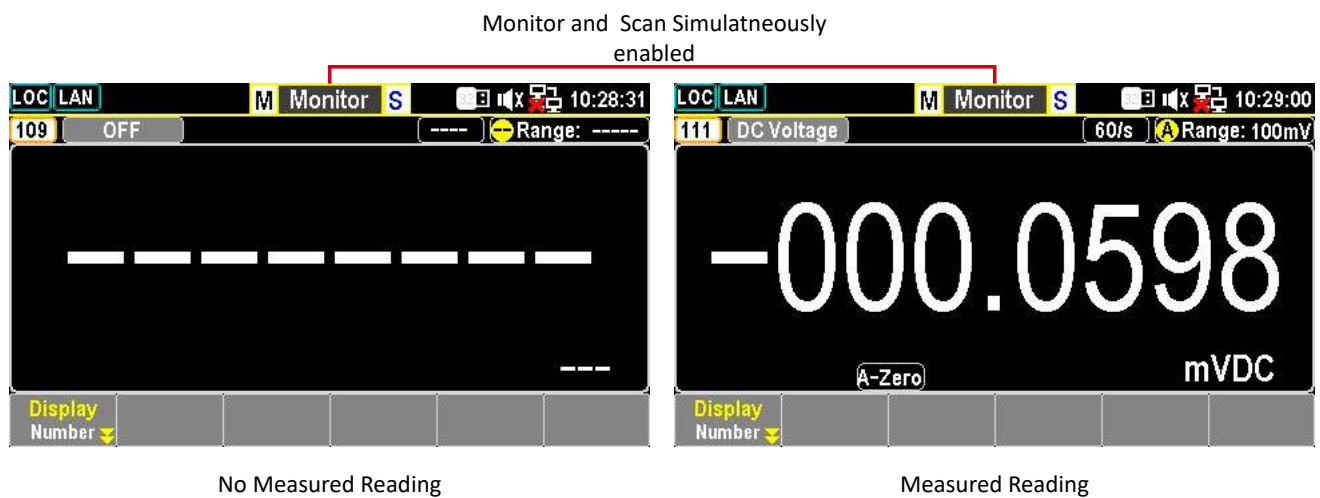 Monitor and Scan Simulatneously
enabled
LOC LAN M Monitor S 32 10:28:31
109 OFF ---- -- Range: -----
– – – – – – – –
---
Display
Number
No Measured Reading
LOC LAN M Monitor S 32 10:29:00
111 DC Voltage 60/s A Range: 100mV
-000.0598
A-Zero mVDC
Display
Number
Measured Reading